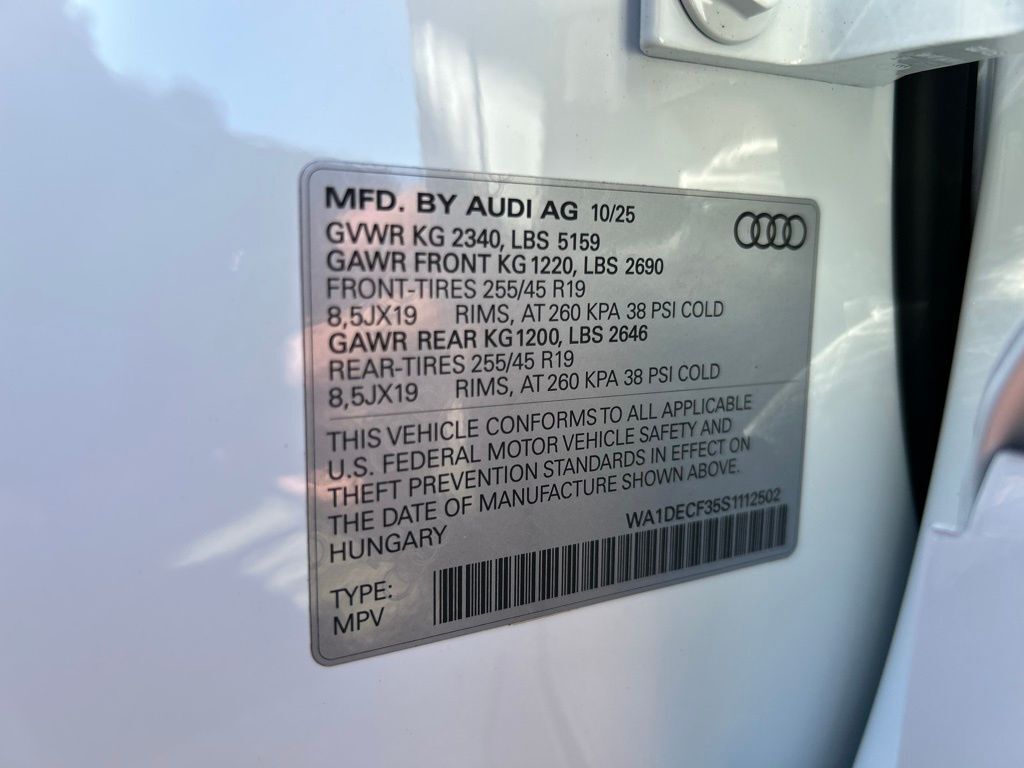 MFD. BY AUDI AG 10/25
GVWR KG 2340, LBS 5159
GAWR FRONT KG 1220, LBS 2690
FRONT-TIRES 255/45 R19
8,5JX19 RIMS, AT 260 KPA 38 PSI COLD
GAWR REAR KG 1200, LBS 2646
REAR-TIRES 255/45 R19
8,5JX19 RIMS, AT 260 KPA 38 PSI COLD
THIS VEHICLE CONFORMS TO ALL APPLICABLE
U.S. FEDERAL MOTOR VEHICLE SAFETY AND
THEFT PREVENTION STANDARDS IN EFFECT ON
THE DATE OF MANUFACTURE SHOWN ABOVE.
HUNGARY WA1DECF35S1112502
TYPE:
MPV